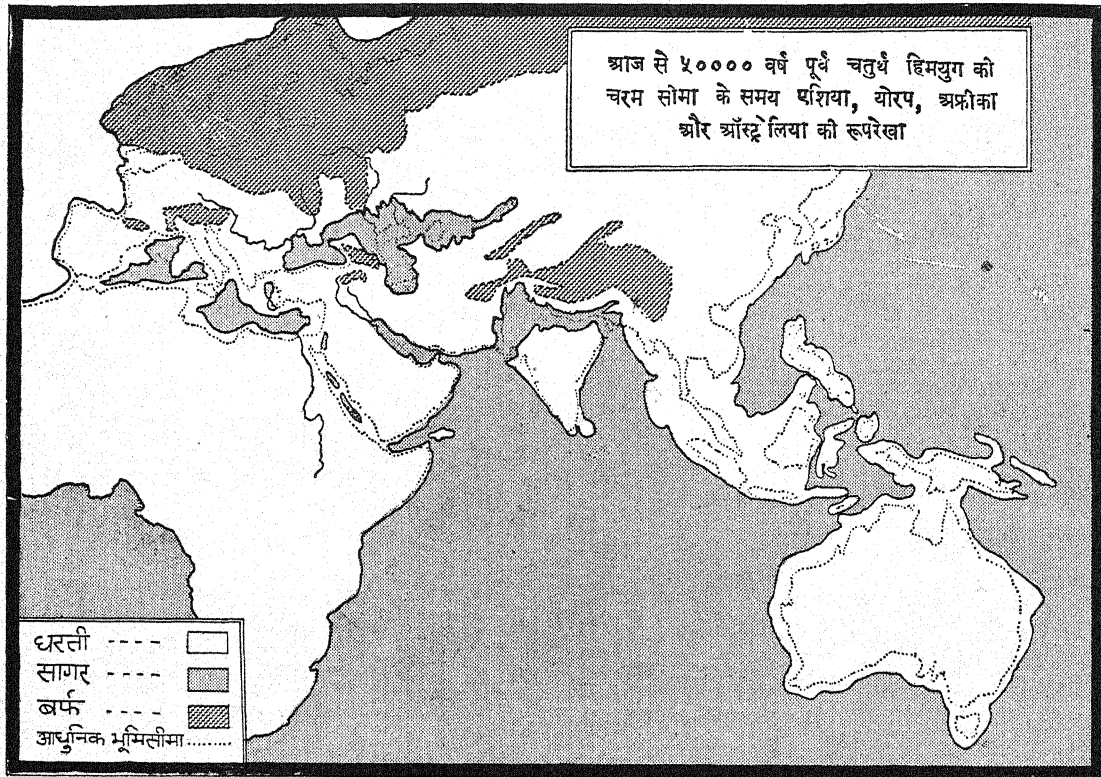 आज से ५०००० वर्ष पूर्व चतुर्थ हिमयुग की
चरम सीमा के समय एशिया, योरप, अफ्रीका
और ऑस्ट्रेलिया की रूपरेखा
धरती ----
सागर ----
बर्फ ----
आधुनिक भूमिसीमा........